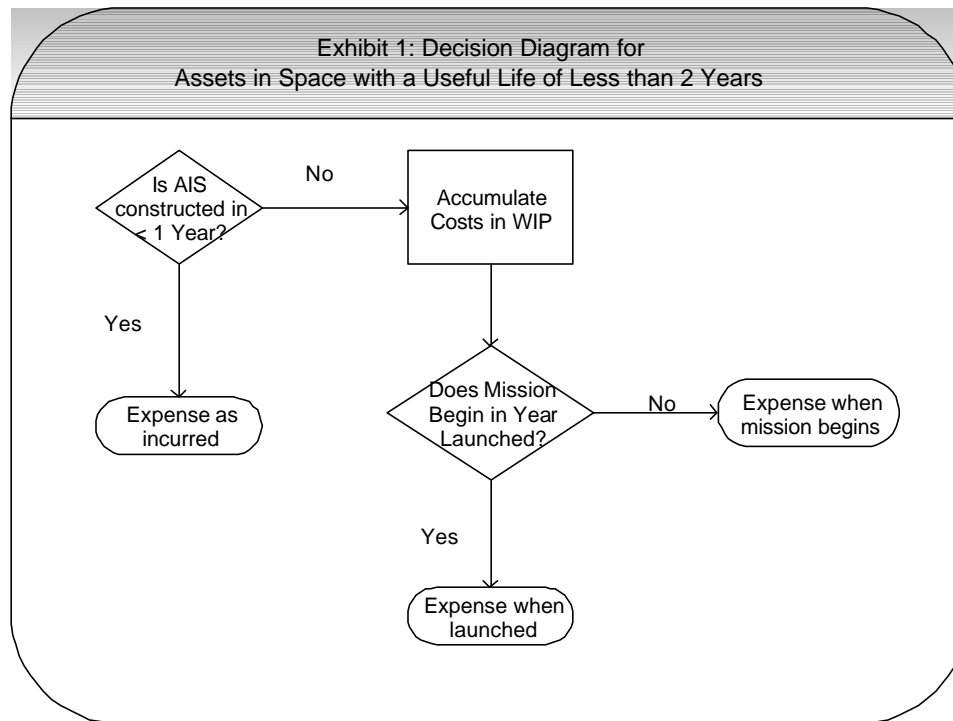 Exhibit 1: Decision Diagram for
Assets in Space with a Useful Life of Less than 2 Years
Is AIS
constructed in
< 1 Year?
No
Accumulate
Costs in WIP
Yes
Expense as
incurred
Does Mission
Begin in Year
Launched?
No
Expense when
mission begins
Yes
Expense when
launched